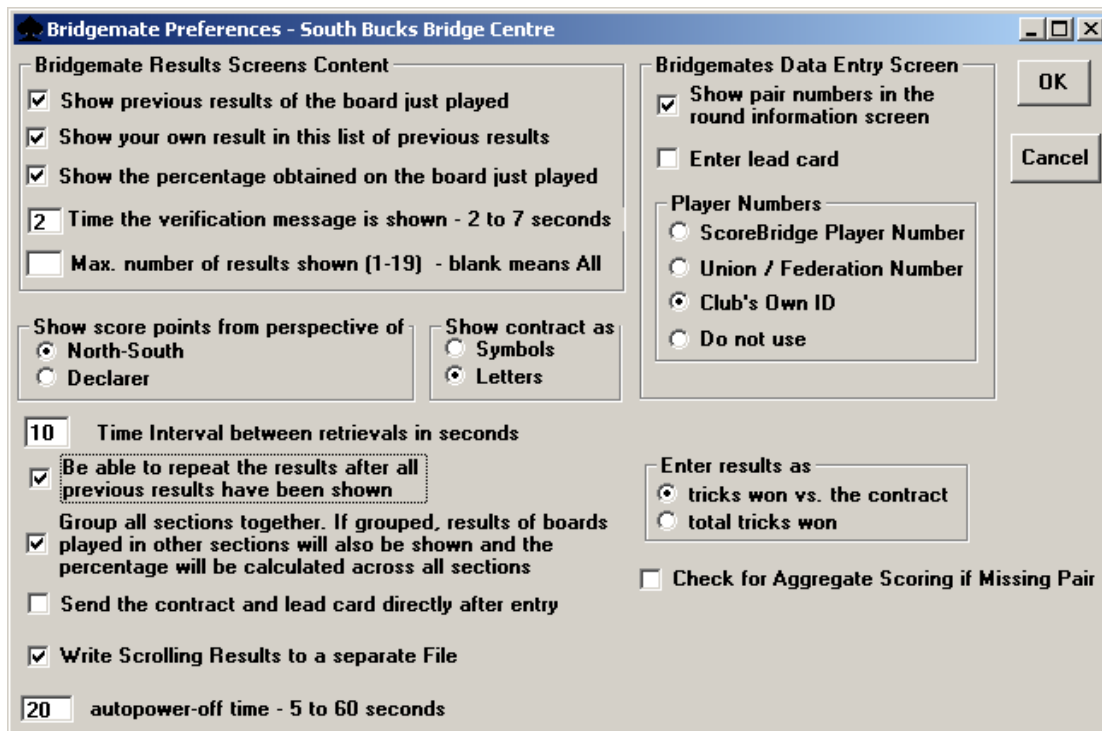 Bridgemate Preferences - South Bucks Bridge Centre
Bridgemate Results Screens Content
Show previous results of the board just played
Show your own result in this list of previous results
Show the percentage obtained on the board just played
2 Time the verification message is shown - 2 to 7 seconds
Max. number of results shown (1-19) - blank means All
Bridgemates Data Entry Screen
Show pair numbers in the
round information screen
Enter lead card
Player Numbers
ScoreBridge Player Number
Union / Federation Number
Club's Own ID
Do not use
OK
Cancel
Show score points from perspective of
North-South
Declarer
Show contract as
Symbols
Letters
10 Time Interval between retrievals in seconds
Be able to repeat the results after all
previous results have been shown
Group all sections together. If grouped, results of boards
played in other sections will also be shown and the
percentage will be calculated across all sections
Send the contract and lead card directly after entry
Write Scrolling Results to a separate File
20 autopower-off time - 5 to 60 seconds
Enter results as
tricks won vs. the contract
total tricks won
Check for Aggregate Scoring if Missing Pair